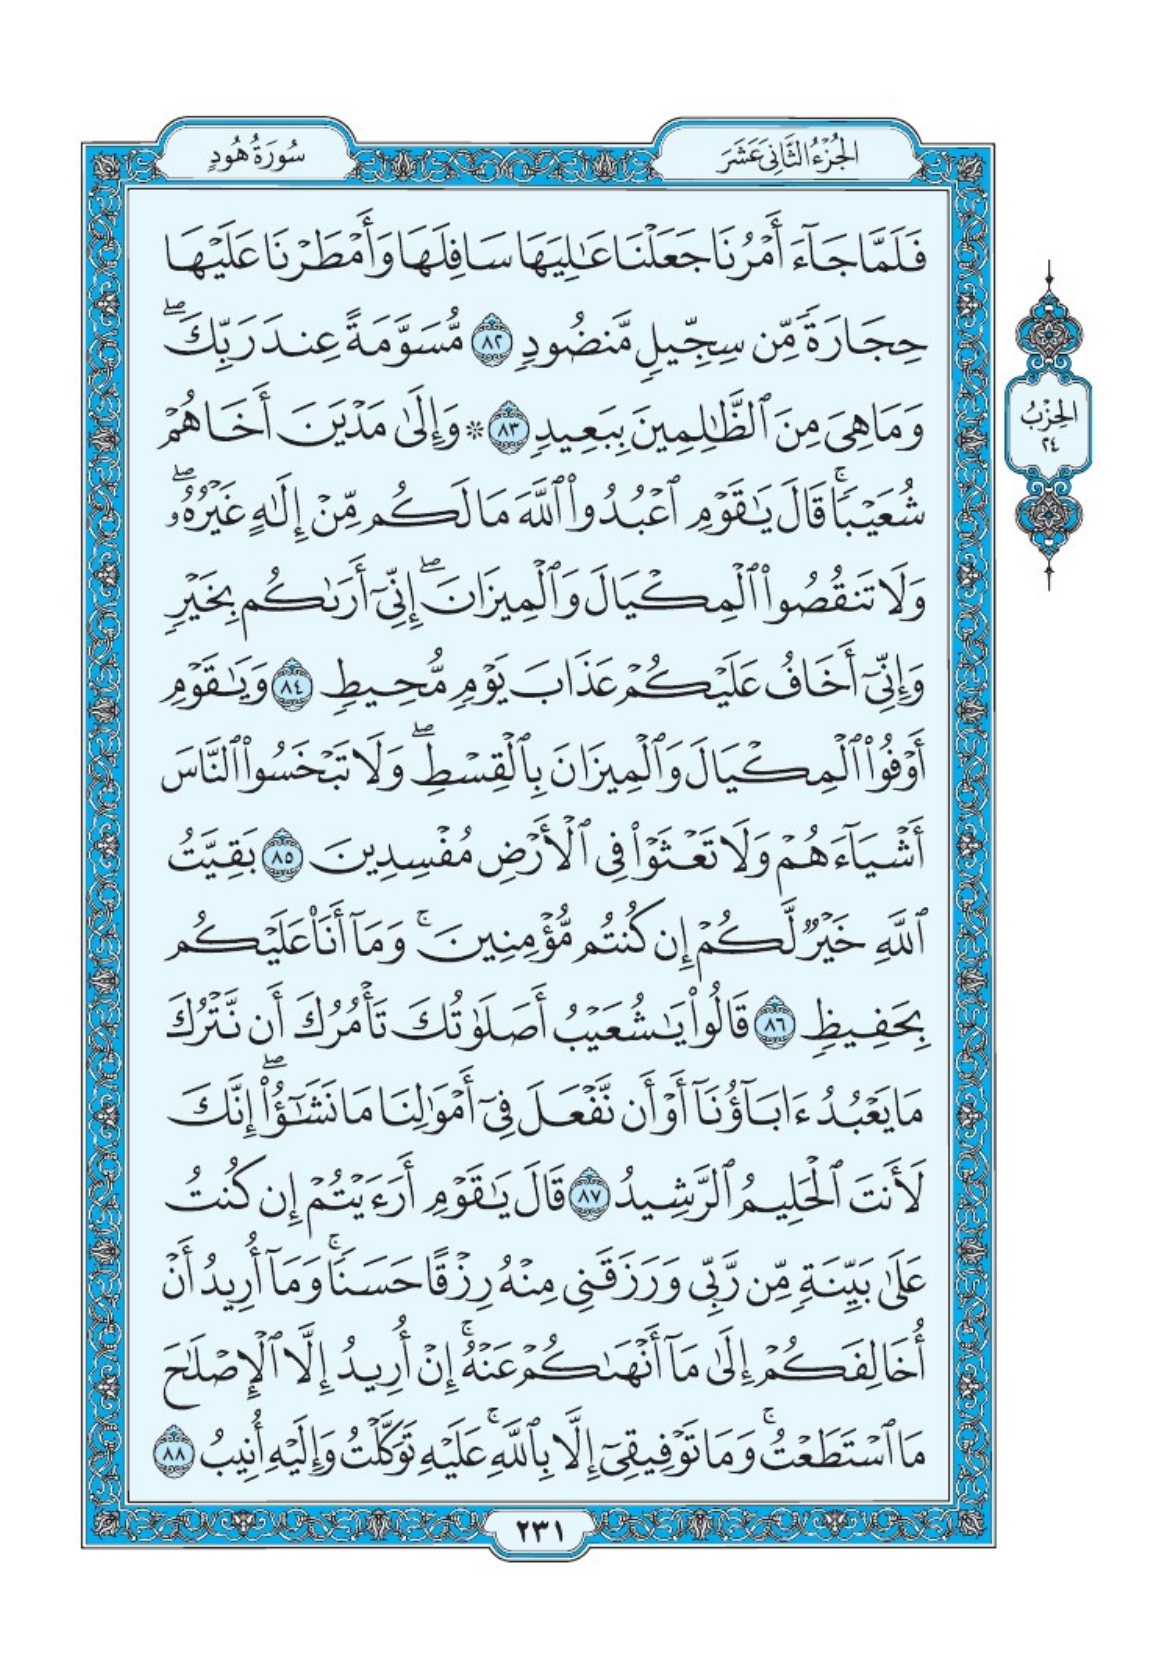 الجُزْءُ الثَّانِيَ عَشَرَ
سُورَةُ هُودٍ
فَلَمَّا جَآءَ أَمْرُنَا جَعَلْنَا عَٰلِيَهَا سَافِلَهَا وَأَمْطَرْنَا عَلَيْهَا
حِجَارَةً مِّن سِجِّيلٍ مَّنضُودٍ ٨٢ مُّسَوَّمَةً عِندَ رَبِّكَۖ
وَمَا هِىَ مِنَ ٱلظَّٰلِمِينَ بِبَعِيدٍ ٨٣ * وَإِلَىٰ مَدْيَنَ أَخَاهُمْ
شُعَيْبًاۚ قَالَ يَٰقَوْمِ ٱعْبُدُوا۟ ٱللَّهَ مَا لَكُم مِّنْ إِلَٰهٍ غَيْرُهُۥۖ
وَلَا تَنقُصُوا۟ ٱلْمِكْيَالَ وَٱلْمِيزَانَۖ إِنِّىٓ أَرَىٰكُم بِخَيْرٍ
وَإِنِّىٓ أَخَافُ عَلَيْكُمْ عَذَابَ يَوْمٍ مُّحِيطٍ ٨٤ وَيَٰقَوْمِ
أَوْفُوا۟ ٱلْمِكْيَالَ وَٱلْمِيزَانَ بِٱلْقِسْطِۖ وَلَا تَبْخَسُوا۟ ٱلنَّاسَ
أَشْيَآءَهُمْ وَلَا تَعْثَوْا۟ فِى ٱلْأَرْضِ مُفْسِدِينَ ٨٥ بَقِيَّتُ
ٱللَّهِ خَيْرٌ لَّكُمْ إِن كُنتُم مُّؤْمِنِينَۚ وَمَآ أَنَا۠ عَلَيْكُم
بِحَفِيظٍ ٨٦ قَالُوا۟ يَٰشُعَيْبُ أَصَلَوٰتُكَ تَأْمُرُكَ أَن نَّتْرُكَ
مَا يَعْبُدُ ءَابَآؤُنَآ أَوْ أَن نَّفْعَلَ فِىٓ أَمْوَٰلِنَا مَا نَشَٰٓؤُا۟ۖ إِنَّكَ
لَأَنتَ ٱلْحَلِيمُ ٱلرَّشِيدُ ٨٧ قَالَ يَٰقَوْمِ أَرَءَيْتُمْ إِن كُنتُ
عَلَىٰ بَيِّنَةٍ مِّن رَّبِّى وَرَزَقَنِى مِنْهُ رِزْقًا حَسَنًاۚ وَمَآ أُرِيدُ أَنْ
أُخَالِفَكُمْ إِلَىٰ مَآ أَنْهَىٰكُمْ عَنْهُۚ إِنْ أُرِيدُ إِلَّا ٱلْإِصْلَٰحَ
مَا ٱسْتَطَعْتُۚ وَمَا تَوْفِيقِىٓ إِلَّا بِٱللَّهِۚ عَلَيْهِ تَوَكَّلْتُ وَإِلَيْهِ أُنِيبُ ٨٨
الحِزْبُ
٢٤
٢٣١